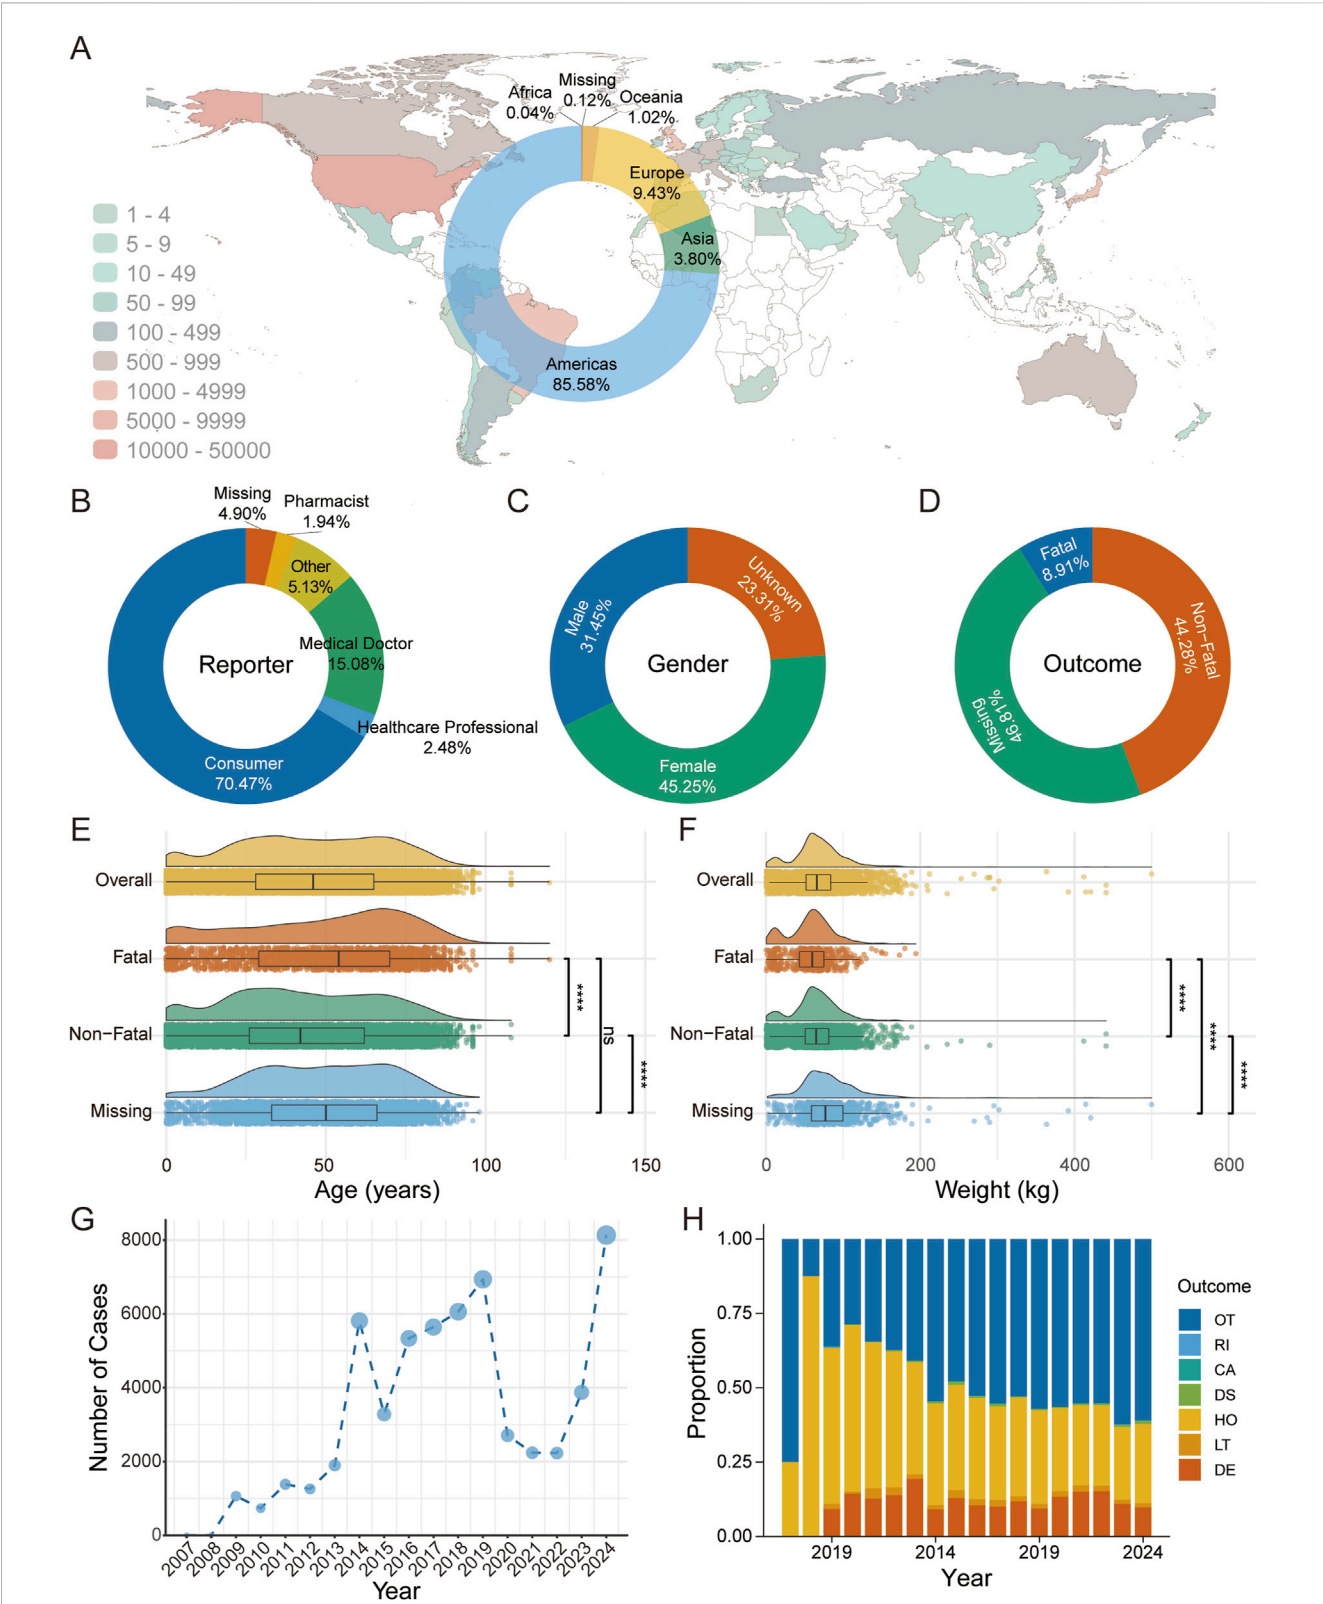 A
Africa
0.04%
Missing
0.12%
Oceania
1.02%
Europe
9.43%
Asia
3.80%
Americas
85.58%
1 - 4
5 - 9
10 - 49
50 - 99
100 - 499
500 - 999
1000 - 4999
5000 - 9999
10000 - 50000
B
Missing
4.90%
Pharmacist
1.94%
Other
5.13%
Medical Doctor
15.08%
Healthcare Professional
2.48%
Consumer
70.47%
Reporter
C
Unknown
23.31%
Male
31.45%
Female
45.25%
Gender
D
Fatal
8.91%
Non−Fatal
44.28%
Missing
46.81%
Outcome
E
Overall
Fatal
Non−Fatal
Missing
****
ns
****
0
50
100
150
Age (years)
F
Overall
Fatal
Non−Fatal
Missing
****
****
****
0
200
400
600
Weight (kg)
G
Number of Cases
8000
6000
4000
2000
0
2007
2008
2009
2010
2011
2012
2013
2014
2015
2016
2017
2018
2019
2020
2021
2022
2023
2024
Year
H
Proportion
1.00
0.75
0.50
0.25
0.00
2019
2014
2019
2024
Year
Outcome
OT
RI
CA
DS
HO
LT
DE